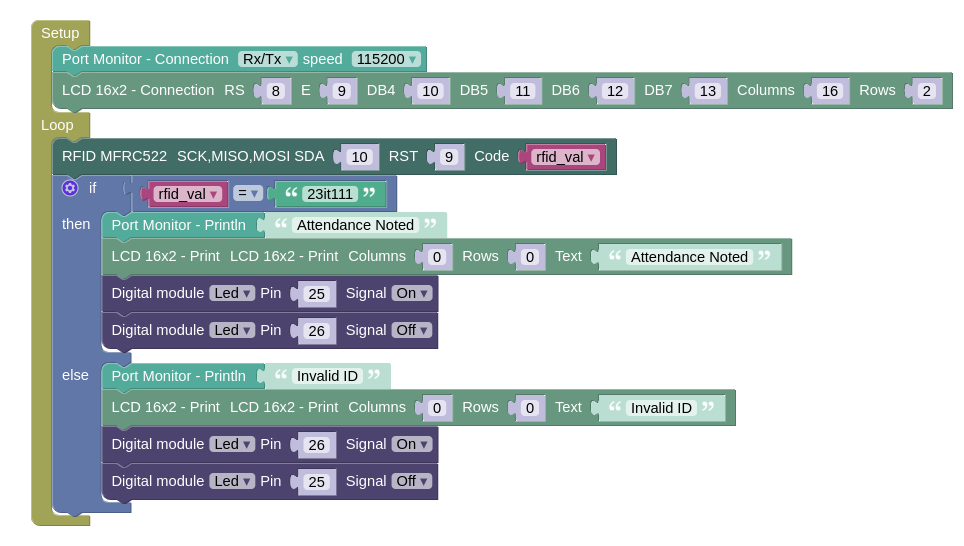 Setup
Port Monitor - Connection Rx/Tx ▾ speed 115200 ▾
LCD 16x2 - Connection RS 8 E 9 DB4 10 DB5 11 DB6 12 DB7 13 Columns 16 Rows 2
Loop
RFID MFRC522 SCK,MISO,MOSI SDA 10 RST 9 Code rfid_val ▾
if rfid_val ▾ = ▾ “ 23it111 ”
then Port Monitor - Println “ Attendance Noted ”
LCD 16x2 - Print LCD 16x2 - Print Columns 0 Rows 0 Text “ Attendance Noted ”
Digital module Led ▾ Pin 25 Signal On ▾
Digital module Led ▾ Pin 26 Signal Off ▾
else Port Monitor - Println “ Invalid ID ”
LCD 16x2 - Print LCD 16x2 - Print Columns 0 Rows 0 Text “ Invalid ID ”
Digital module Led ▾ Pin 26 Signal On ▾
Digital module Led ▾ Pin 25 Signal Off ▾